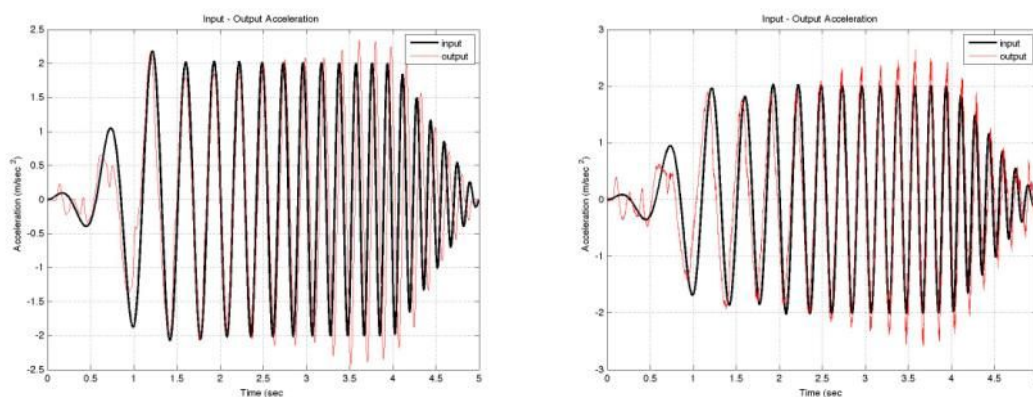 Input - Output Acceleration
input
output
Acceleration (m/sec 2)
2.5
2
1.5
1
0.5
0
-0.5
-1
-1.5
-2
-2.5
0 0.5 1 1.5 2 2.5 3 3.5 4 4.5 5
Time (sec
Input - Output Acceleration
input
output
Acceleration (m/sec 2)
3
2
1
0
-1
-2
-3
0 0.5 1 1.5 2 2.5 3 3.5 4 4.5
Time (sec